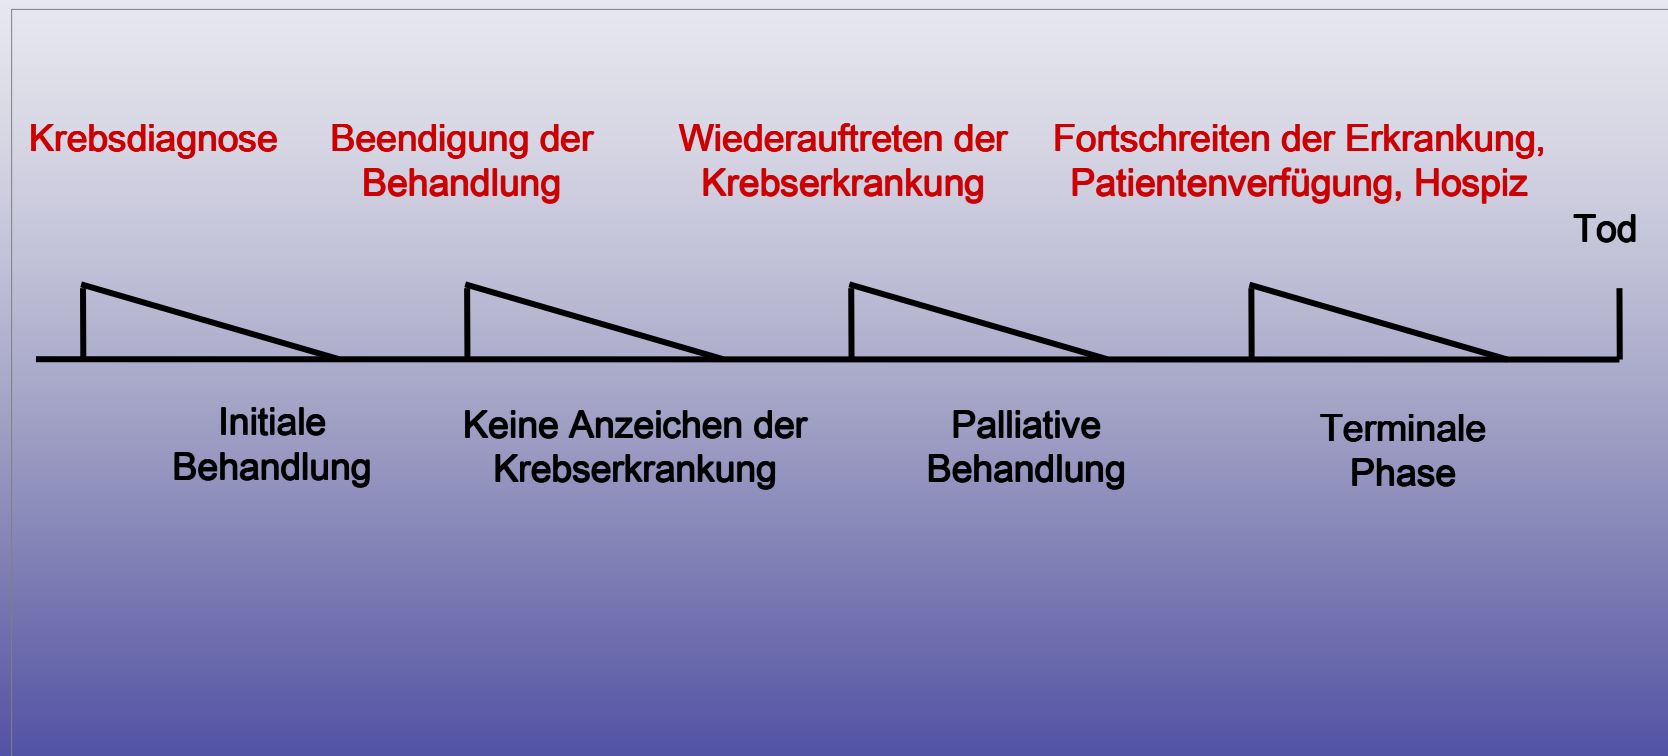 Krebsdiagnose
Beendigung der
Behandlung
Wiederauftreten der
Krebserkrankung
Fortschreiten der Erkrankung,
Patientenverfügung, Hospiz
Tod
Initiale
Behandlung
Keine Anzeichen der
Krebserkrankung
Palliative
Behandlung
Terminale
Phase